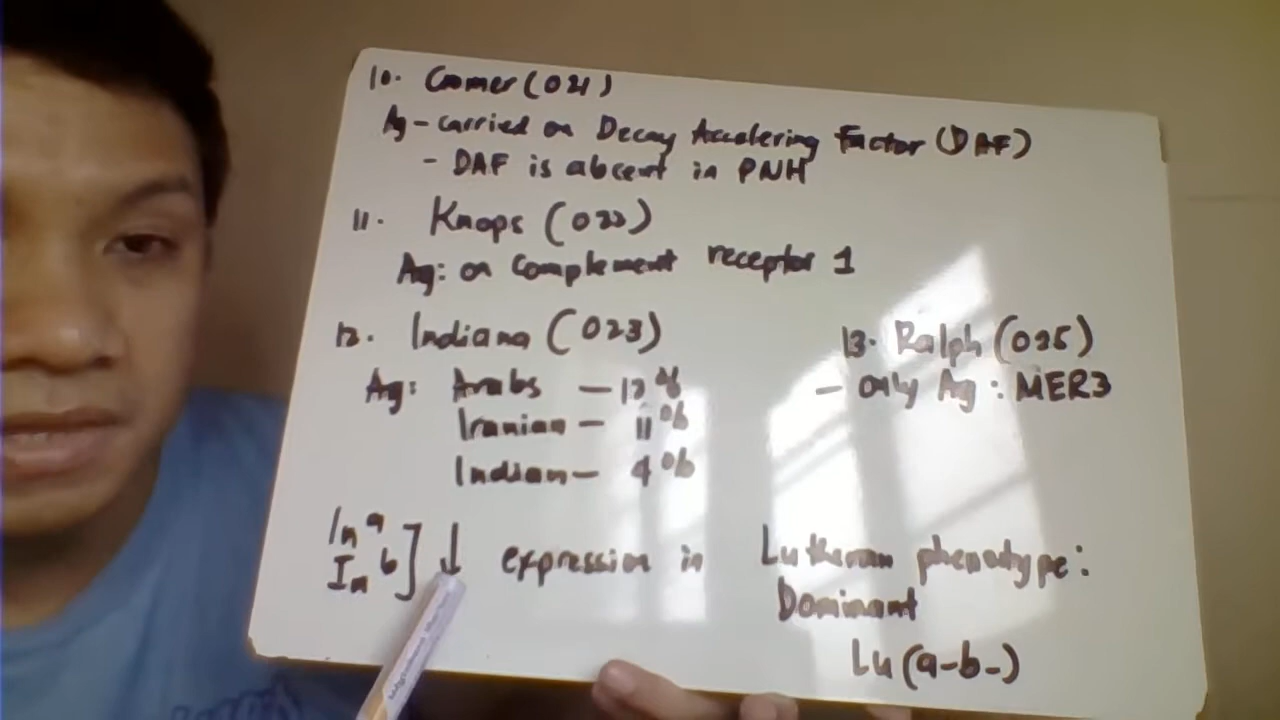 10. Cromer (021)
Ag - carried on Decay Accelering Factor (DAF)
- DAF is abcent in PNH
11. Knops (022)
Ag: on Complement receptor 1
12. Indiana (023)
Ag: Arabs - 12%
Iranian - 11%
Indian - 4%
13. Ralph (025)
- only Ag: MER3
In a
In b ] ↓ expression in Lutheran phenotype:
Dominant
Lu (a-b-)